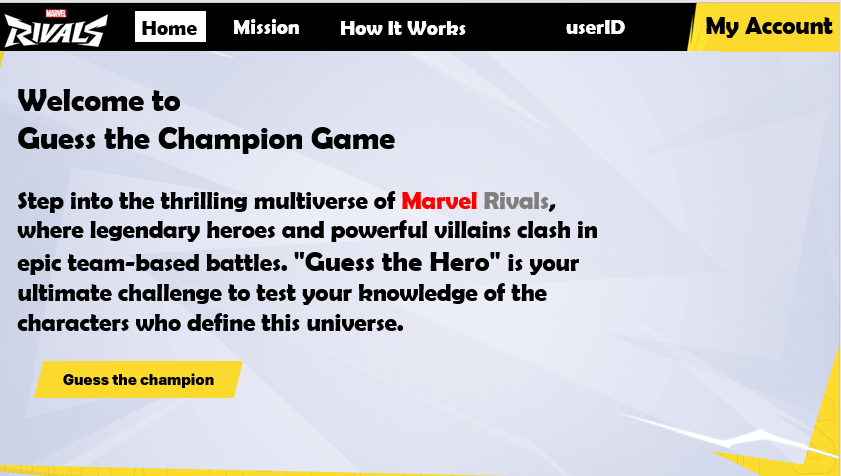 MARVEL
RIVALS
Home
Mission
How It Works
userID
My Account
Welcome to
Guess the Champion Game
Step into the thrilling multiverse of Marvel Rivals,
where legendary heroes and powerful villains clash in
epic team-based battles. "Guess the Hero" is your
ultimate challenge to test your knowledge of the
characters who define this universe.
Guess the champion